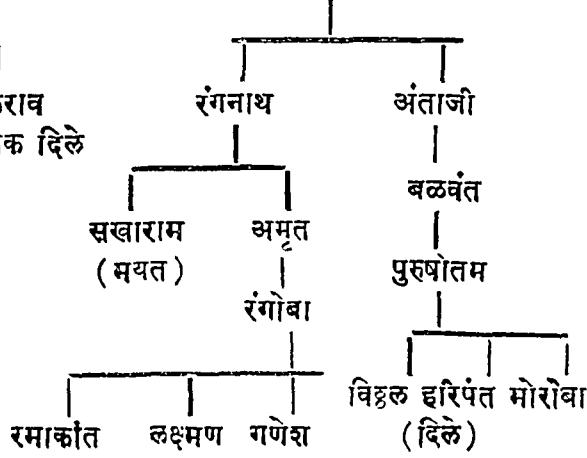 राव
रंगनाथ अंताजी
क दिले
बळवंत
सखाराम अमृत
(मयत) पुरुषोतम
रंगोबा
विठ्ठल हरिपंत मोरोबा
रमाकांत लक्ष्मण गणेश (दिले)